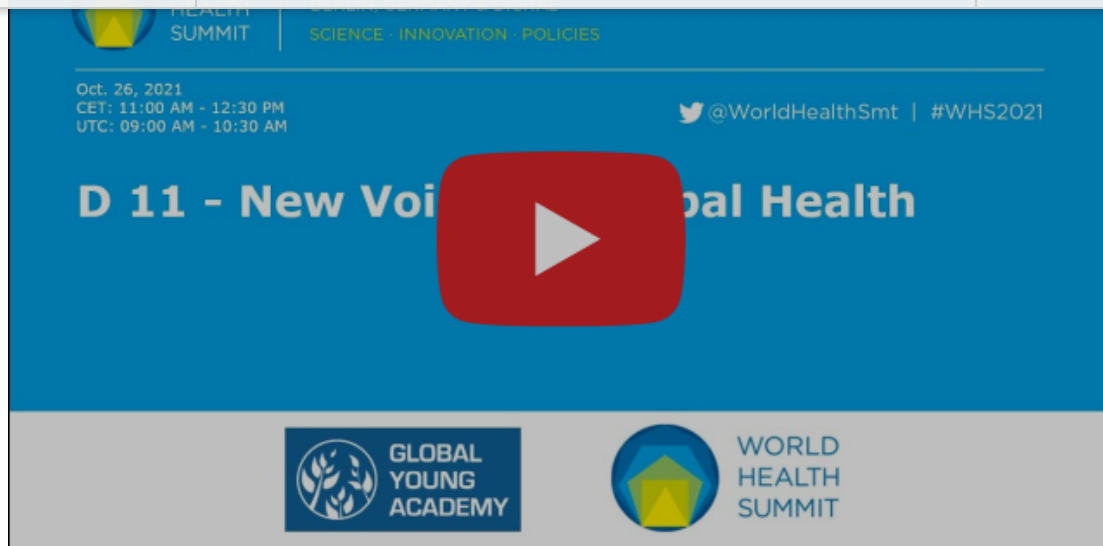 HEALTH
SUMMIT
SCIENCE · INNOVATION · POLICIES
Oct. 26, 2021
CET: 11:00 AM - 12:30 PM
UTC: 09:00 AM - 10:30 AM
@WorldHealthSmt | #WHS2021
D 11 - New Voi bal Health
GLOBAL
YOUNG
ACADEMY
WORLD
HEALTH
SUMMIT